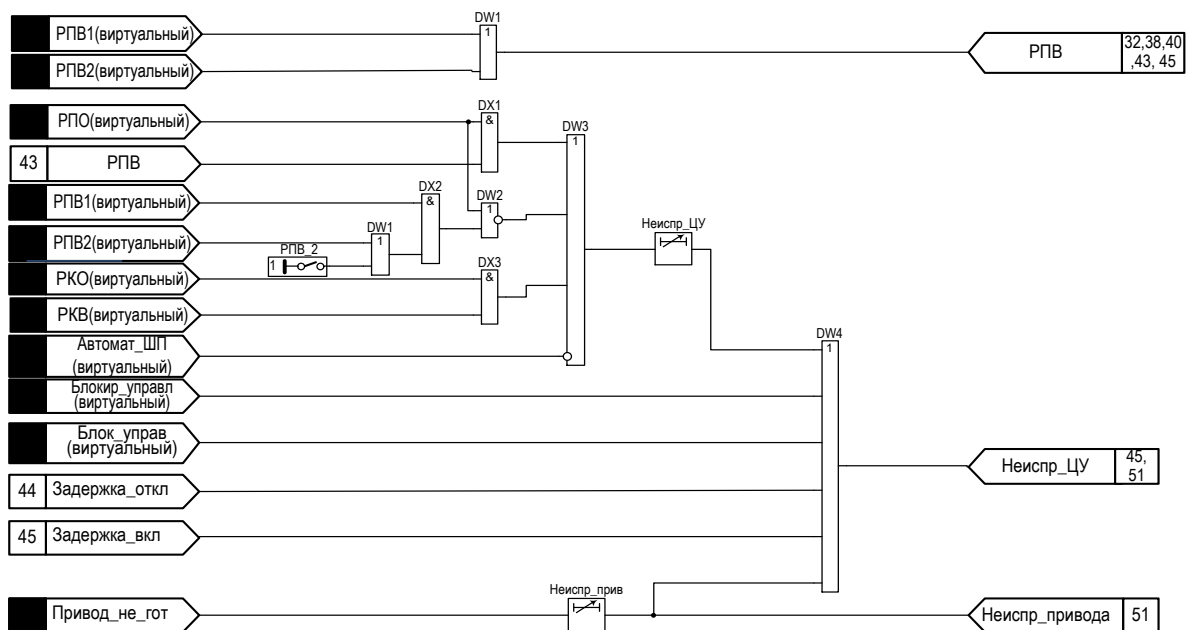 DW1
РПВ1(виртуальный)
1
РПВ
32,38,40
,43, 45
РПВ2(виртуальный)
DX1
РПО(виртуальный)
&
DW3
1
43
РПВ
DX2
РПВ1(виртуальный)
&
DW2
1
Неиспр_ЦУ
DW1
РПВ2(виртуальный)
1
РПВ_2
1
DX3
РКО(виртуальный)
&
РКВ(виртуальный)
DW4
Автомат_ШП
(виртуальный)
1
Блокир_управл
(виртуальный)
Блок_управ
(виртуальный)
Неиспр_ЦУ
45,
51
44
Задержка_откл
45
Задержка_вкл
Неиспр_прив
Привод_не_гот
Неиспр_привода
51